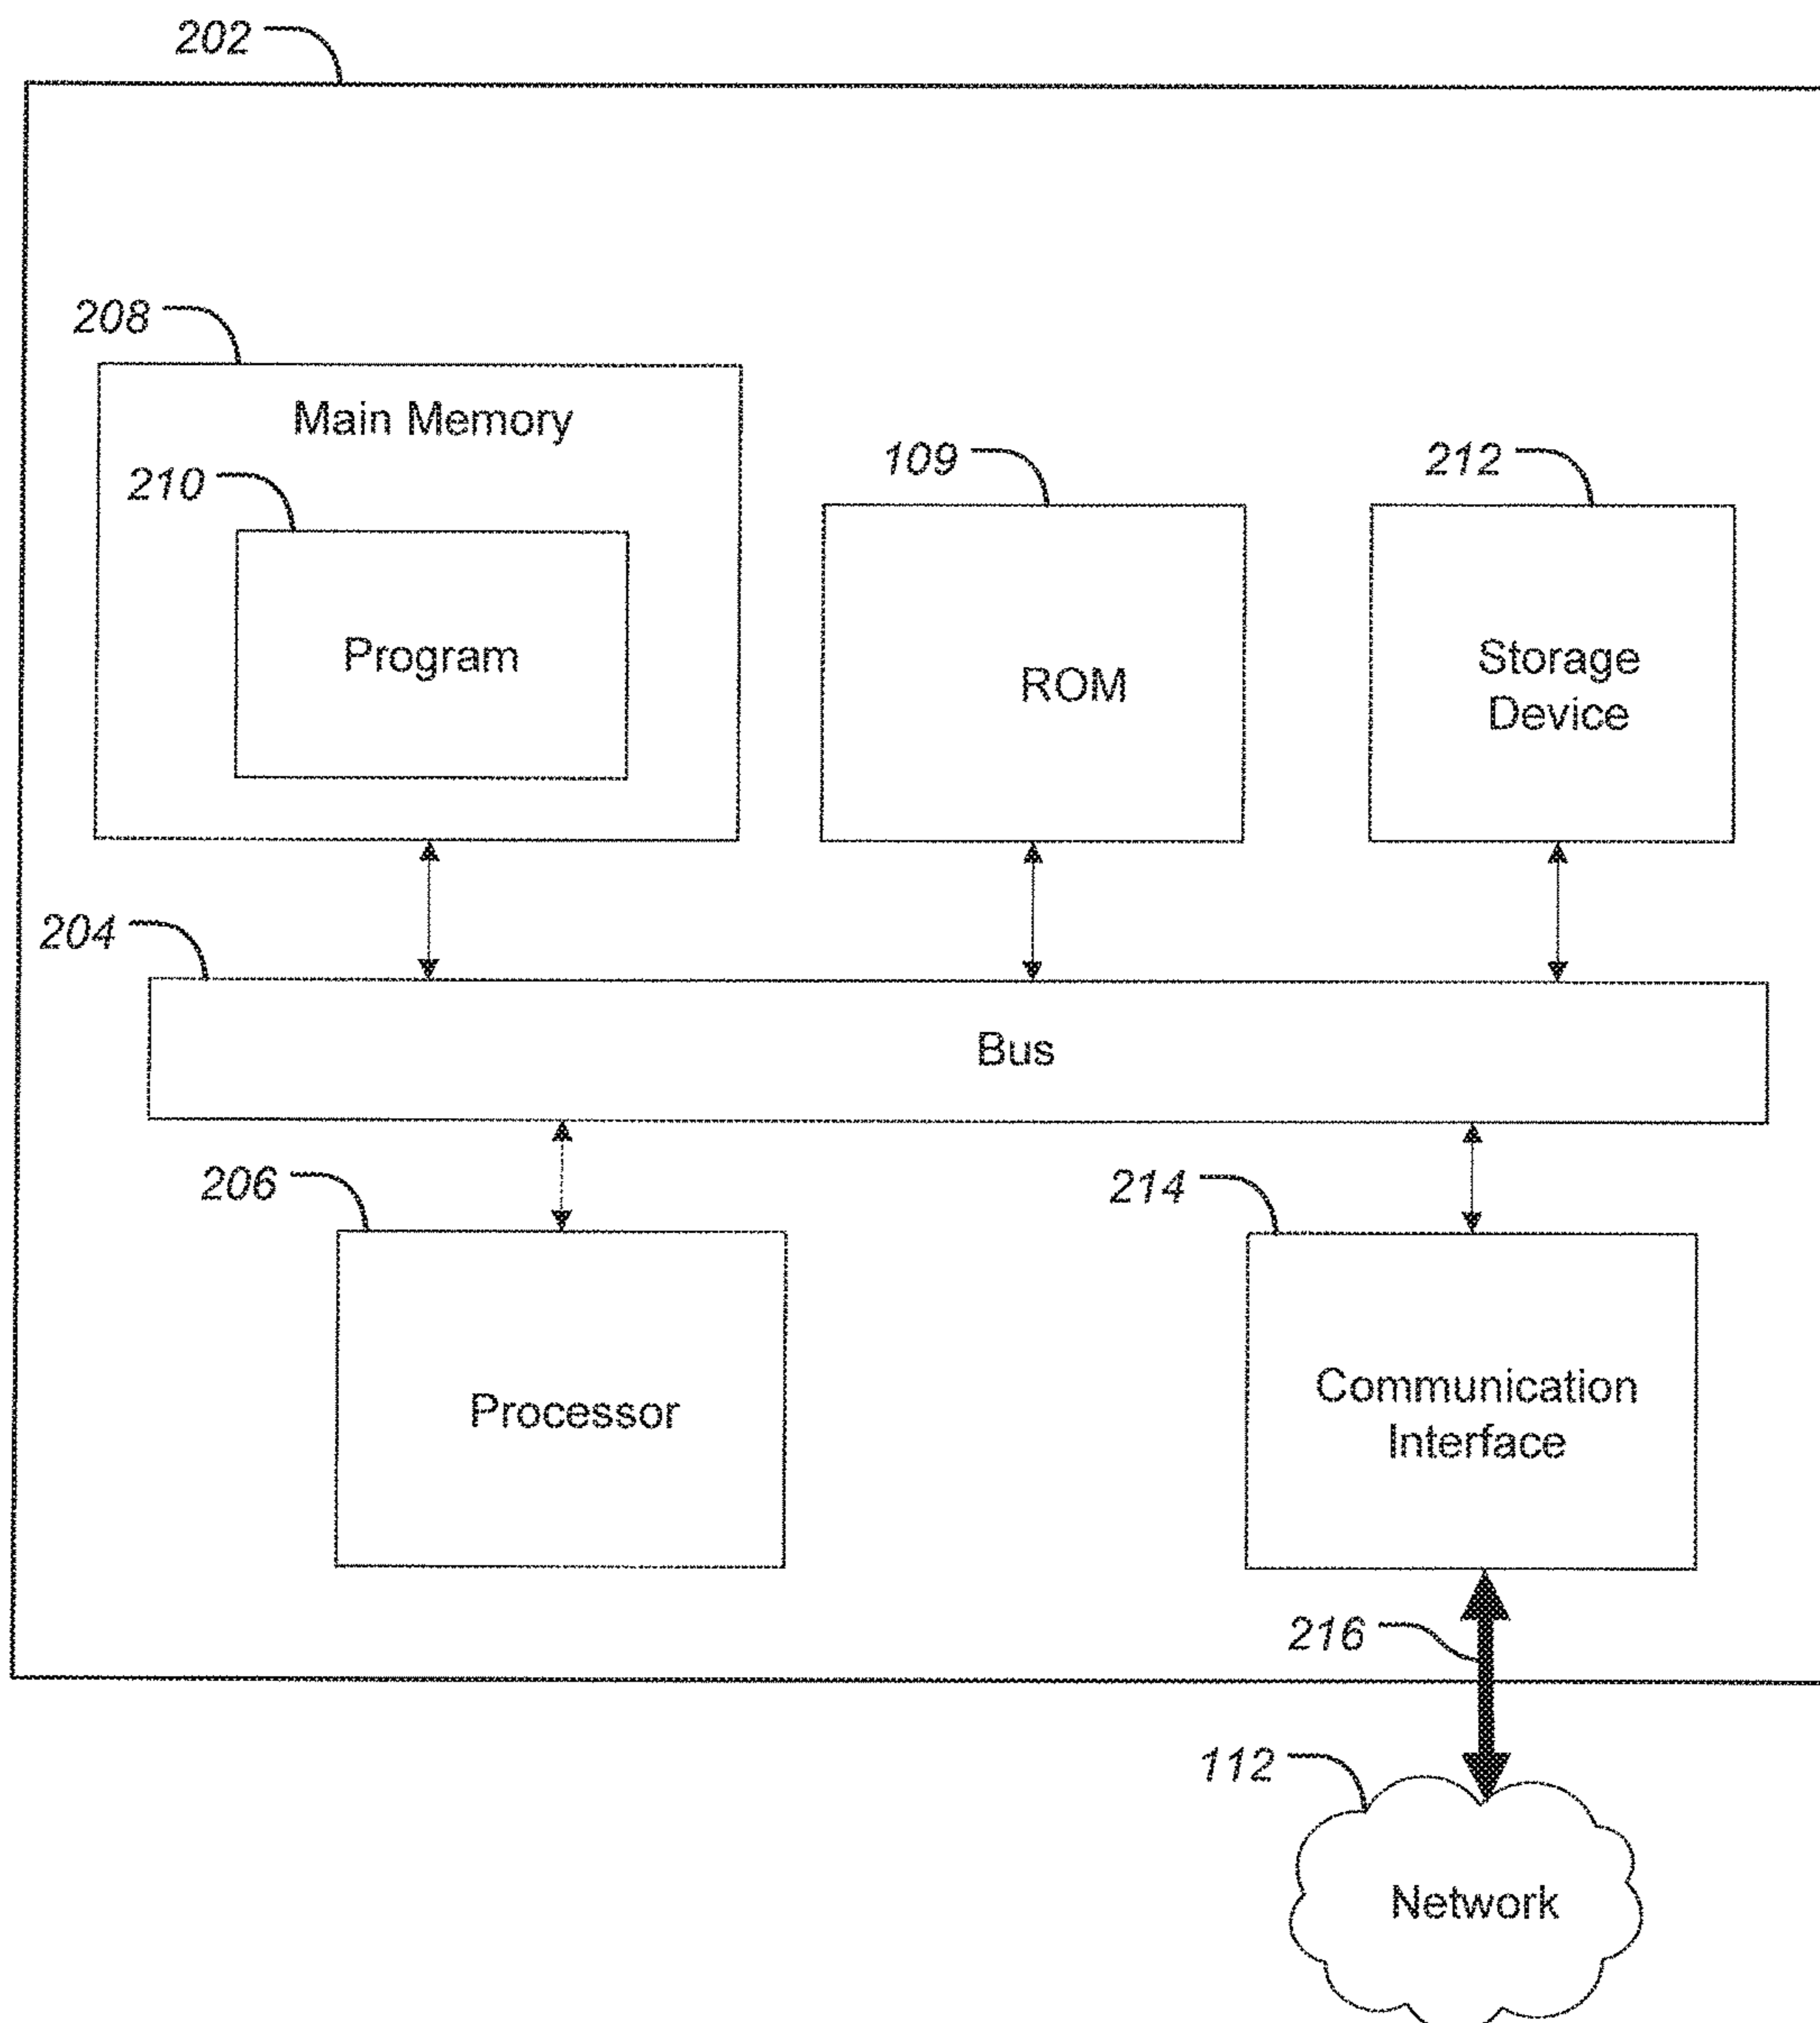 202
208
Main Memory
210
Program
109
ROM
212
Storage
Device
204
Bus
206
Processor
214
Communication
Interface
216
112
Network